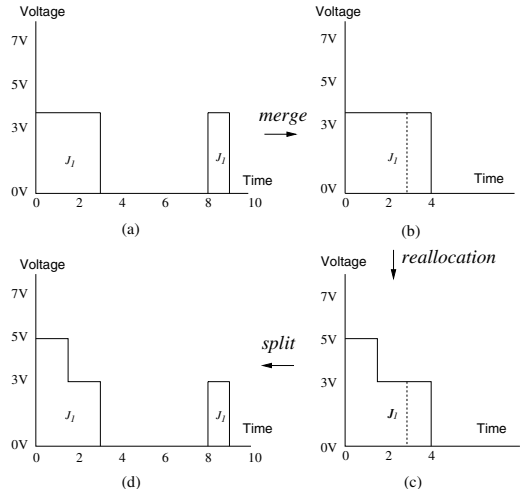 Voltage
7V
5V
3V
0V
J1
J1
Time
0 2 4 6 8 10
(a)
merge
Voltage
7V
5V
3V
0V
J1
Time
0 2 4
(b)
reallocation
Voltage
7V
5V
3V
0V
J1
Time
0 2 4
(c)
split
Voltage
7V
5V
3V
0V
J1
J1
Time
0 2 4 6 8 10
(d)